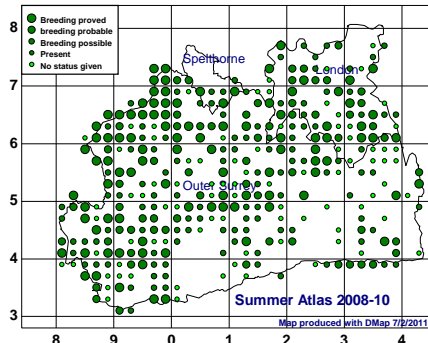 Breeding proved
breeding probable
Breeding possible
Present
No status given
8
7
6
5
4
3
Spelthorne
London
Outer Surrey
Summer Atlas 2008-10
Map produced with DMap 7/2/2011
8 9 0 1 2 3 4